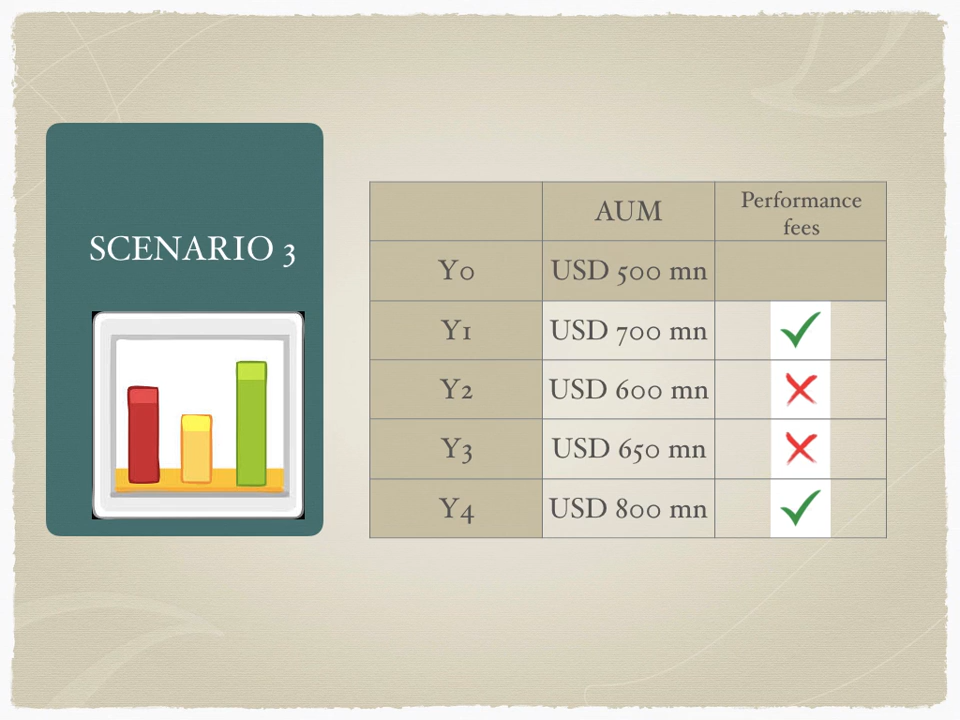 SCENARIO 3
AUM
Performance
fees
Y0
USD 500 mn
Y1
USD 700 mn
Y2
USD 600 mn
Y3
USD 650 mn
Y4
USD 800 mn